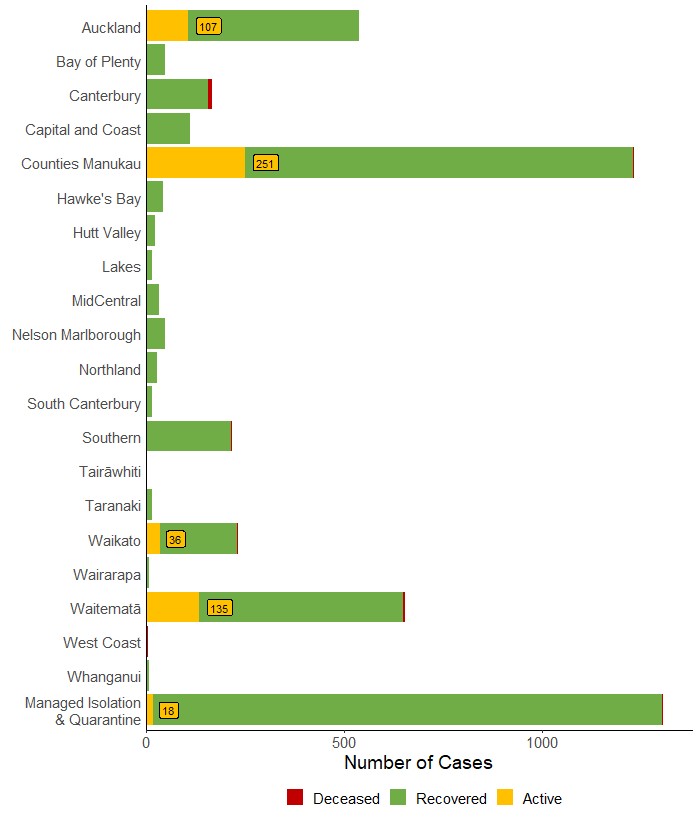 Auckland
107
Bay of Plenty
Canterbury
Capital and Coast
Counties Manukau
251
Hawke's Bay
Hutt Valley
Lakes
MidCentral
Nelson Marlborough
Northland
South Canterbury
Southern
Tairāwhiti
Taranaki
Waikato
36
Wairarapa
Waitematā
135
West Coast
Whanganui
Managed Isolation
& Quarantine
18
0 500 1000
Number of Cases
Deceased Recovered Active